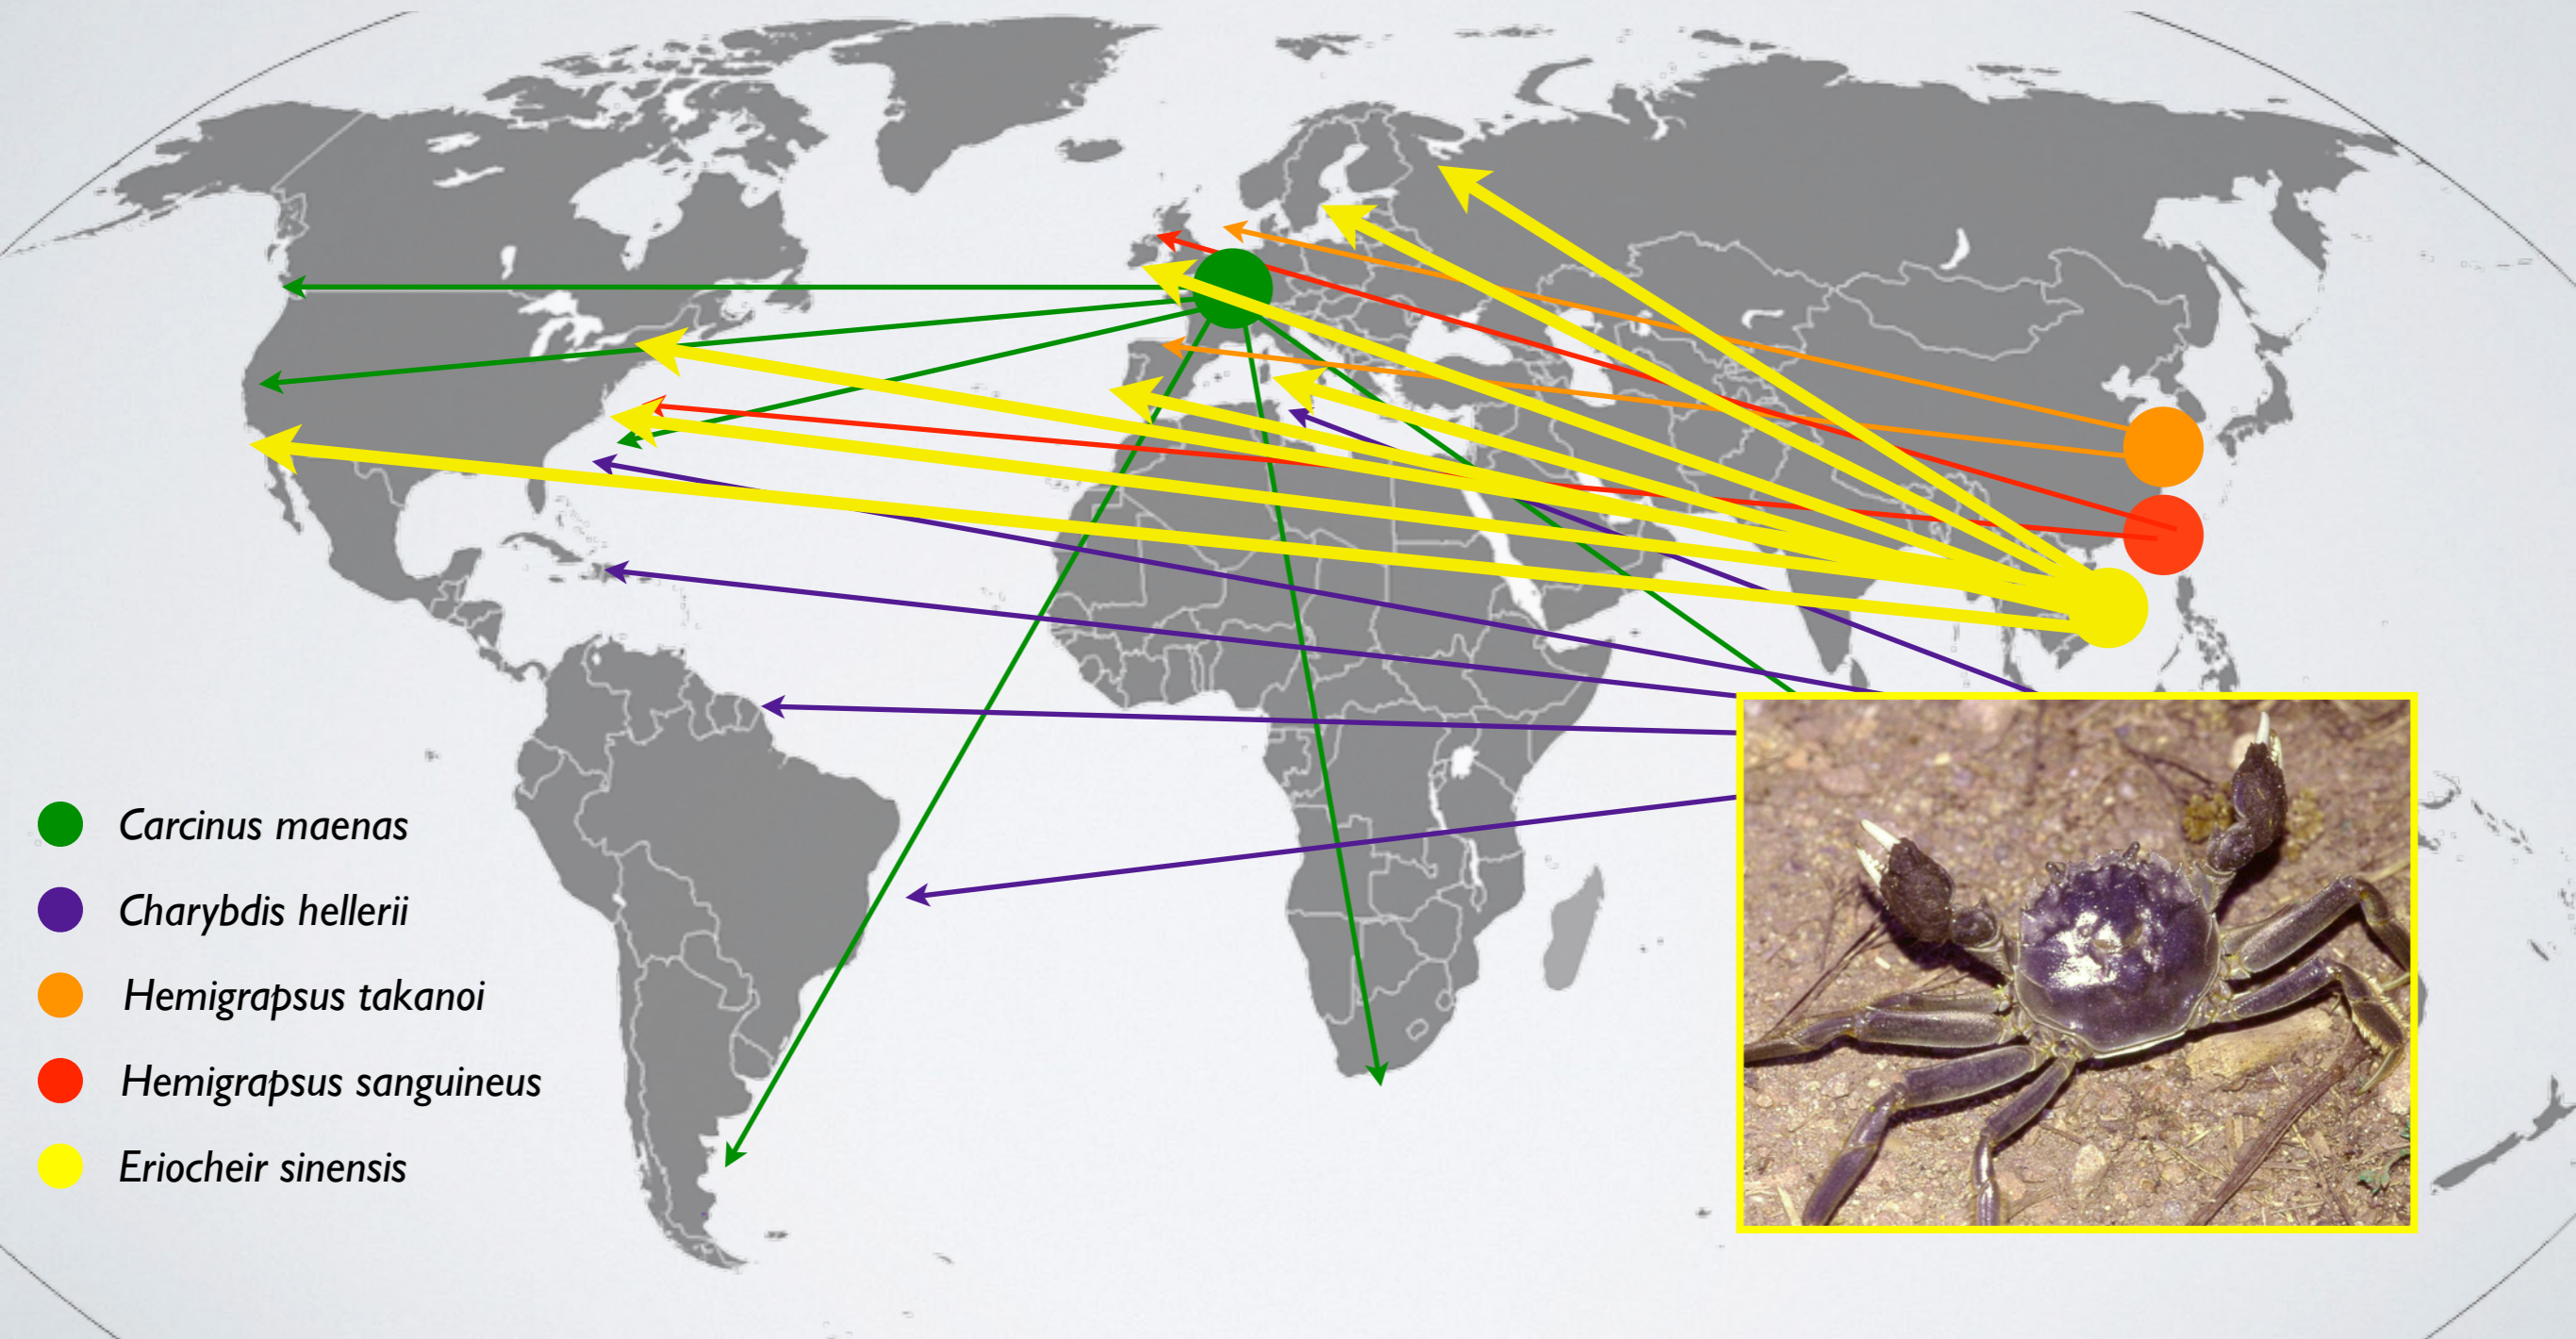 Carcinus maenas
Charybdis hellerii
Hemigrapsus takanoi
Hemigrapsus sanguineus
Eriocheir sinensis